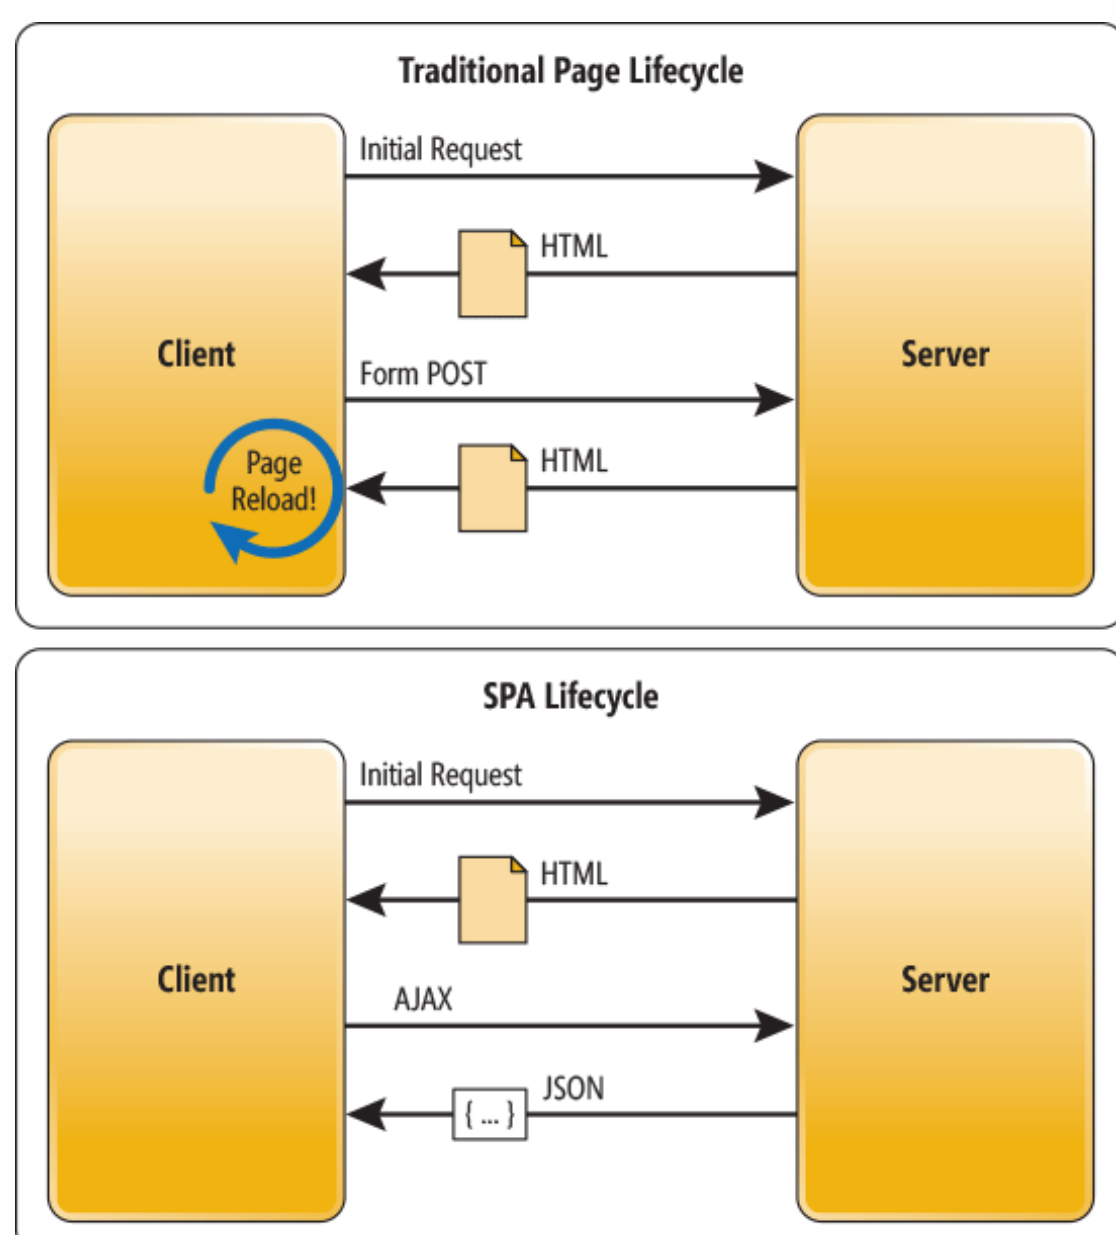 Traditional Page Lifecycle
Initial Request
HTML
Client
Server
Form POST
HTML
Page
Reload!
SPA Lifecycle
Initial Request
HTML
Client
Server
AJAX
JSON
{ ... }